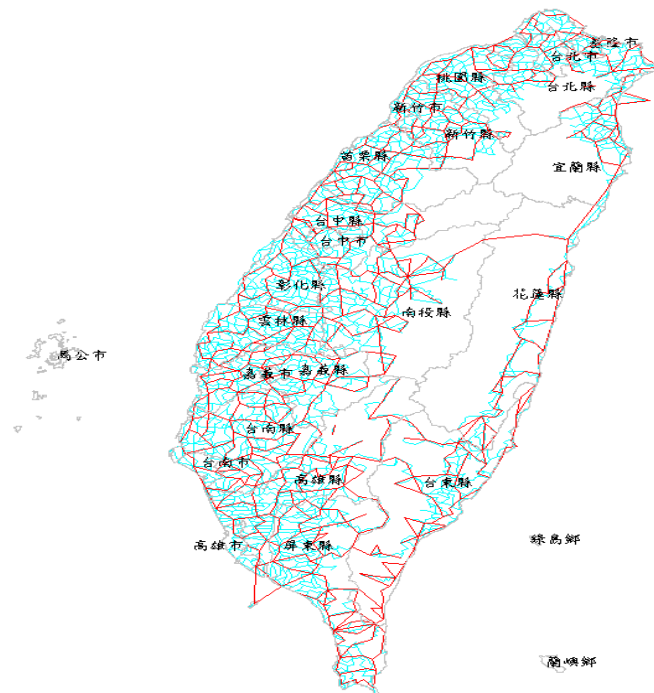 基隆市
台北市
桃園縣
台北縣
新竹市
新竹縣
苗栗縣
宜蘭縣
台中縣
台中市
彰化縣
花蓮縣
南投縣
雲林縣
馬公市
嘉義市
嘉義縣
台南縣
台南市
高雄縣
台東縣
綠島鄉
高雄市
屏東縣
蘭嶼鄉